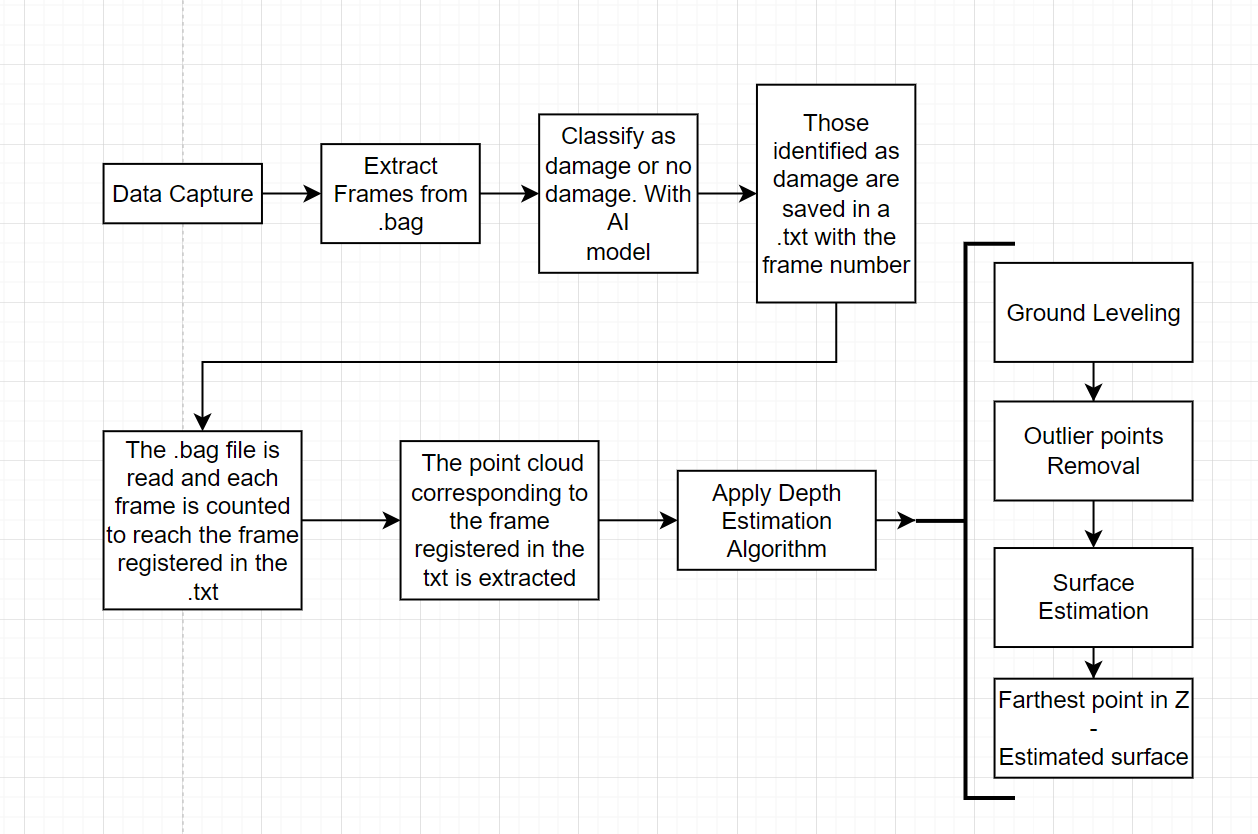 Data Capture
Extract
Frames from
.bag
Classify as
damage or no
damage. With
AI
model
Those
identified as
damage are
saved in a
.txt with the
frame number
The .bag file is
read and each
frame is counted
to reach the frame
registered in the
.txt
The point cloud
corresponding to
the frame
registered in the
txt is extracted
Apply Depth
Estimation
Algorithm
Ground Leveling
Outlier points
Removal
Surface
Estimation
Farthest point in Z
-
Estimated surface